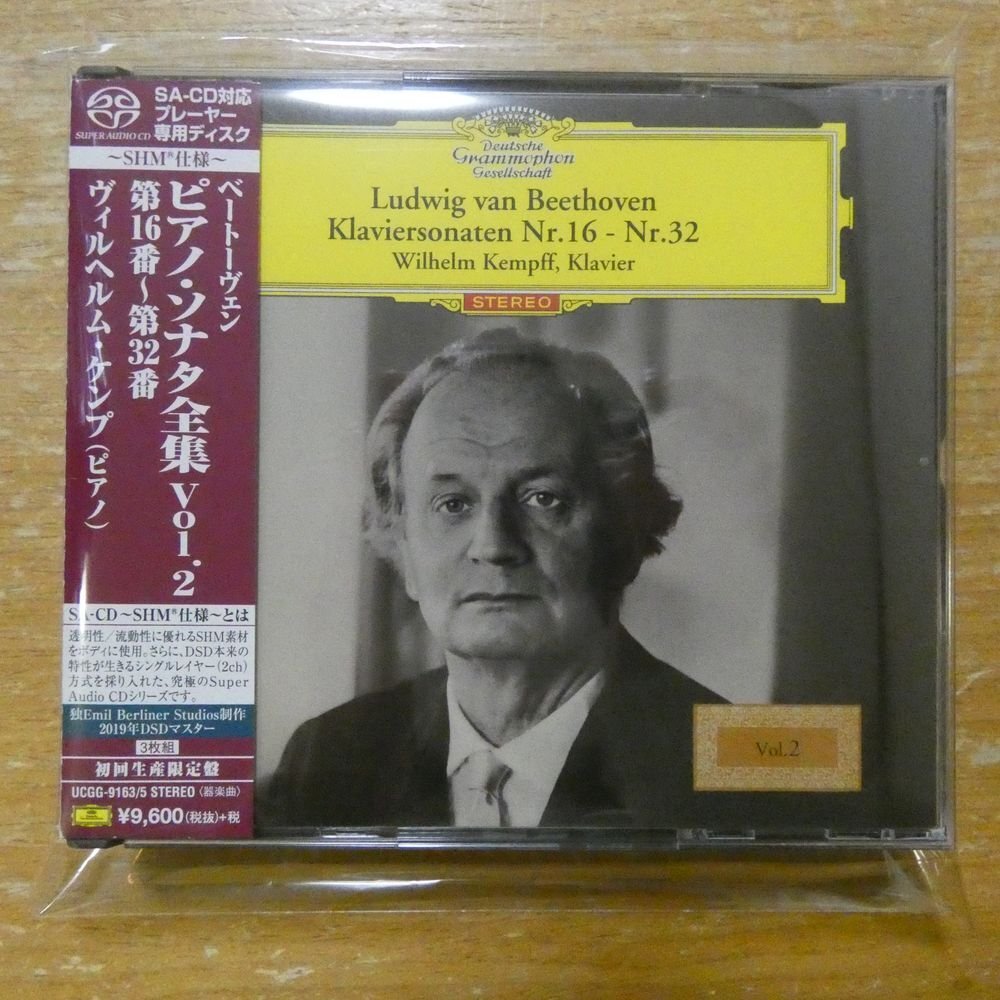 SUPER AUDIO CD
SA-CD対応
プレーヤー
専用ディスク
～SHM®仕様～
ベートーヴェン
ピアノ・ソナタ全集 Vol.2
第16番～第32番
ヴィルヘルム・ケンプ（ピアノ）
SA-CD～SHM®仕様～とは
透明性／流動性に優れるSHM素材
をボディに使用。さらに、DSD本来の
特性が生きるシングルレイヤー（2ch）
方式を採り入れた、究極のSuper
Audio CDシリーズです。
独Emil Berliner Studios制作
2019年DSDマスター
3枚組
初回生産限定盤
UCGG-9163/5 STEREO〈器楽曲〉
¥9,600(税抜)+税
Deutsche
Grammophon
Gesellschaft
Ludwig van Beethoven
Klaviersonaten Nr.16 - Nr.32
Wilhelm Kempff, Klavier
STEREO
Vol.2